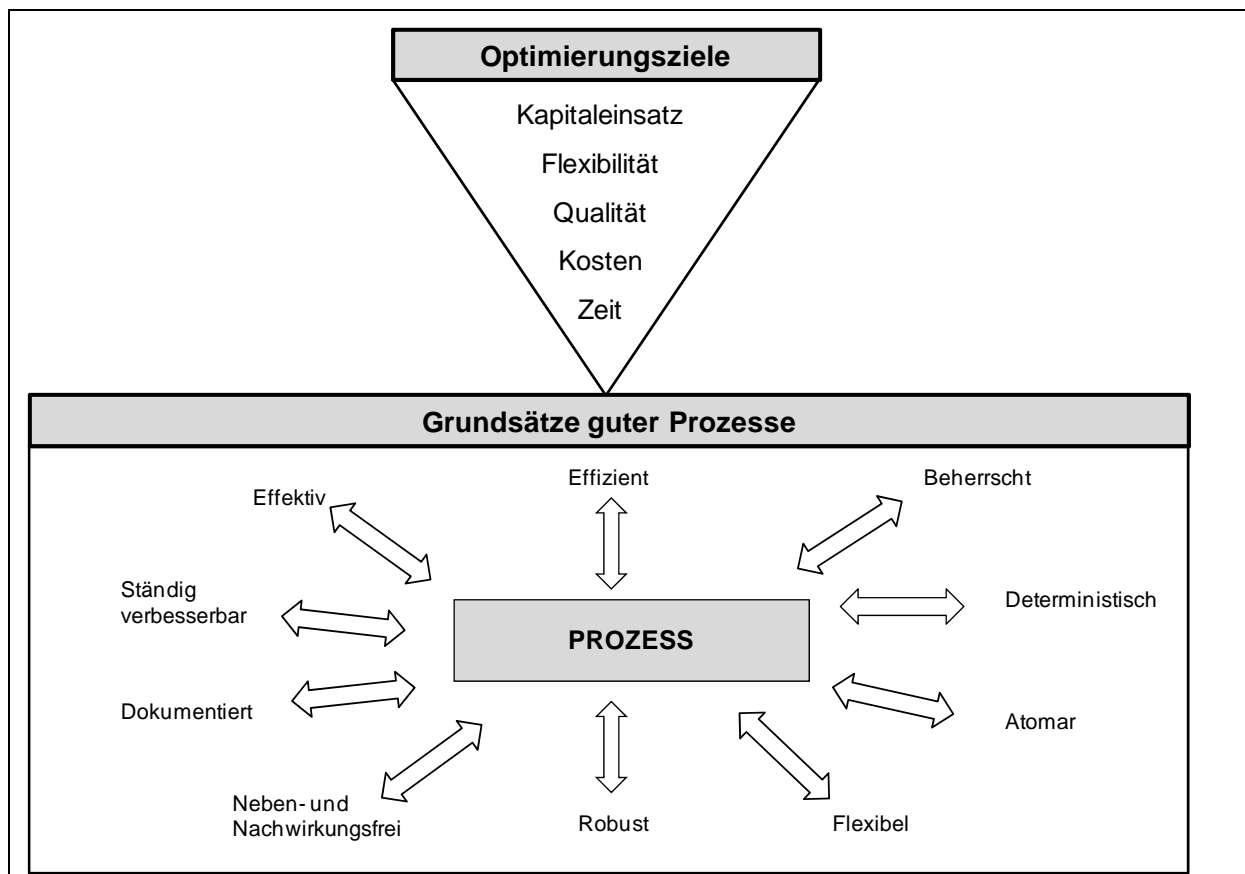 Optimierungsziele
Kapitaleinsatz
Flexibilität
Qualität
Kosten
Zeit
Grundsätze guter Prozesse
Effizient
Beherrscht
Effektiv
Ständig
verbesserbar
Deterministisch
PROZESS
Dokumentiert
Atomar
Neben- und
Nachwirkungsfrei
Robust
Flexibel